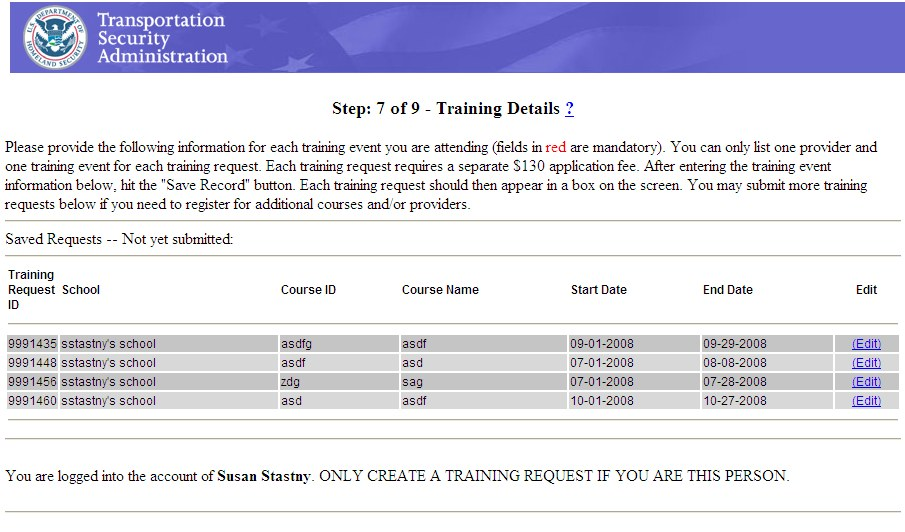 U.S. DEPARTMENT OF
HOMELAND SECURITY
Transportation
Security
Administration
Step: 7 of 9 - Training Details ?
Please provide the following information for each training event you are attending (fields in red are mandatory). You can only list one provider and
one training event for each training request. Each training request requires a separate $130 application fee. After entering the training event
information below, hit the "Save Record" button. Each training request should then appear in a box on the screen. You may submit more training
requests below if you need to register for additional courses and/or providers.
Saved Requests -- Not yet submitted:
Training
Request School Course ID Course Name Start Date End Date Edit
ID
9991435 sstastny's school asdfg asdf 09-01-2008 09-29-2008 (Edit)
9991448 sstastny's school asdf asd 07-01-2008 08-08-2008 (Edit)
9991456 sstastny's school zdg sag 07-01-2008 07-28-2008 (Edit)
9991460 sstastny's school asd asdf 10-01-2008 10-27-2008 (Edit)
You are logged into the account of Susan Stastny. ONLY CREATE A TRAINING REQUEST IF YOU ARE THIS PERSON.